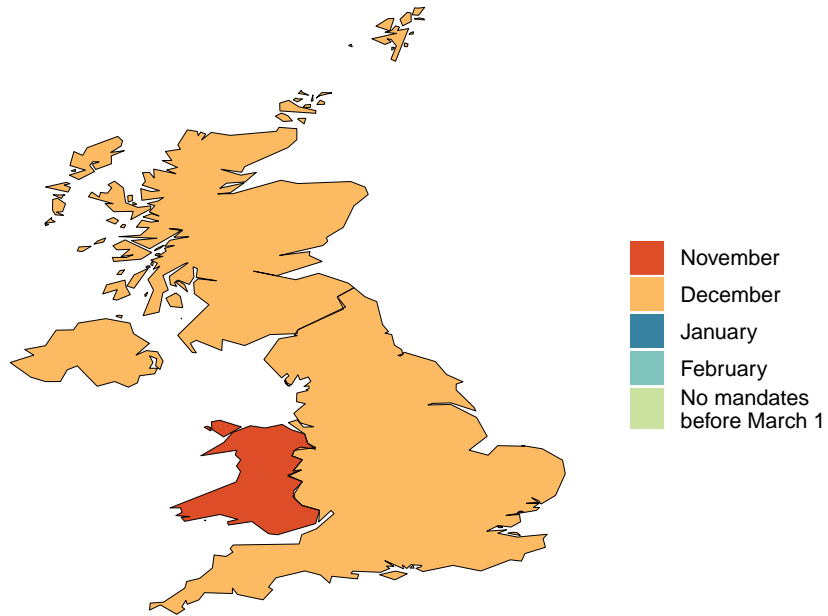 November
December
January
February
No mandates
before March 1